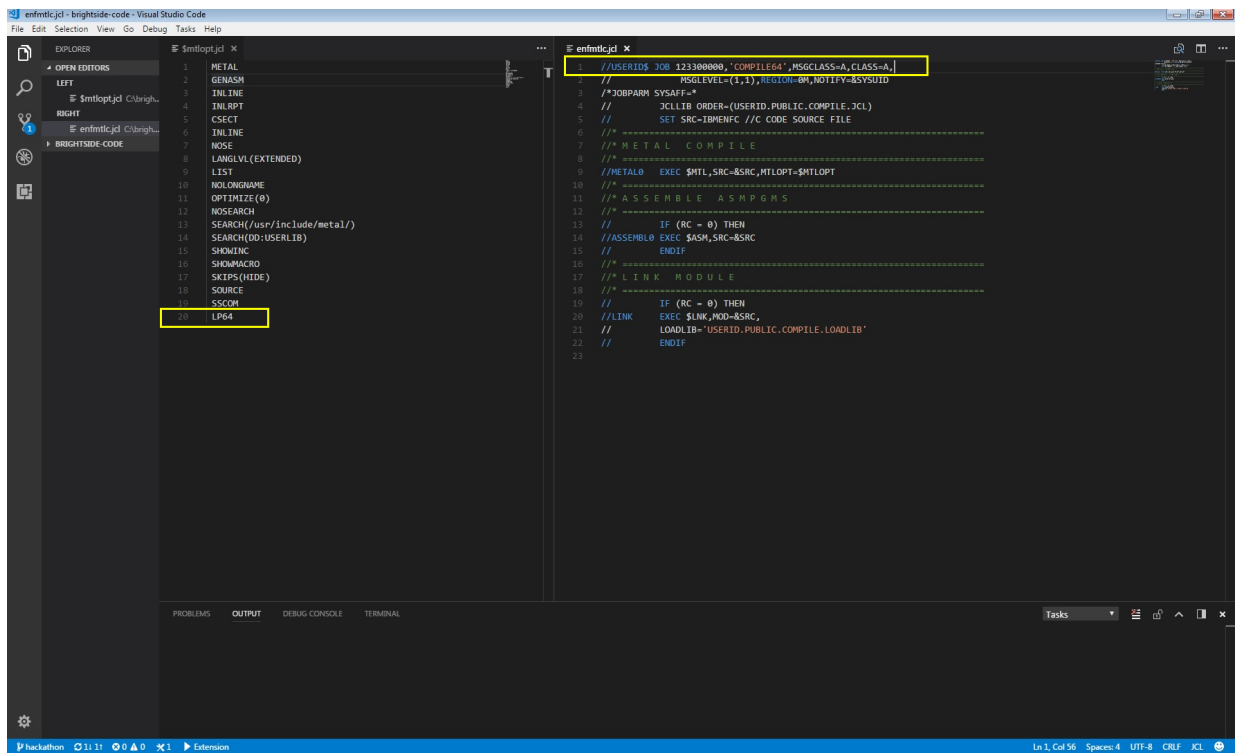 enfmtlc.jcl - brightside-code - Visual Studio Code
File Edit Selection View Go Debug Tasks Help
EXPLORER
OPEN EDITORS
LEFT
$mtlopt.jcl C:\brigh...
RIGHT
enfmtlc.jcl C:\brigh...
BRIGHTSIDE-CODE
1
$mtlopt.jcl
1 METAL
2 GENASM
3 INLINE
4 INLRPT
5 CSECT
6 INLINE
7 NOSE
8 LANGLVL(EXTENDED)
9 LIST
10 NOLONGNAME
11 OPTIMIZE(0)
12 NOSEARCH
13 SEARCH(/usr/include/metal/)
14 SEARCH(DD:USERLIB)
15 SHOWINC
16 SHOWMACRO
17 SKIPS(HIDE)
18 SOURCE
19 SSCOM
20 LP64
enfmtlc.jcl
1 //USERID$ JOB 123300000,'COMPILE64',MSGCLASS=A,CLASS=A,
2 // MSGLEVEL=(1,1),REGION=0M,NOTIFY=&SYSUID
3 /*JOBPARM SYSAFF=*
4 // JCLLIB ORDER=(USERID.PUBLIC.COMPILE.JCL)
5 // SET SRC=IBMENFC //C CODE SOURCE FILE
6 //* ===================================================================
7 //* M E T A L   C O M P I L E
8 //* ===================================================================
9 //METAL0 EXEC $MTL,SRC=&SRC,MTLOPT=$MTLOPT
10 //* ===================================================================
11 //* A S S E M B L E   A S M P G M S
12 //* ===================================================================
13 // IF (RC = 0) THEN
14 //ASSEMBL0 EXEC $ASM,SRC=&SRC
15 // ENDIF
16 //* ===================================================================
17 //* L I N K   M O D U L E
18 //* ===================================================================
19 // IF (RC = 0) THEN
20 //LINK EXEC $LNK,MOD=&SRC,
21 // LOADLIB='USERID.PUBLIC.COMPILE.LOADLIB'
22 // ENDIF
23
PROBLEMS OUTPUT DEBUG CONSOLE TERMINAL
Tasks
hackathon 1↓ 1↑ 0 0 1 Extension
Ln 1, Col 56 Spaces: 4 UTF-8 CRLF JCL